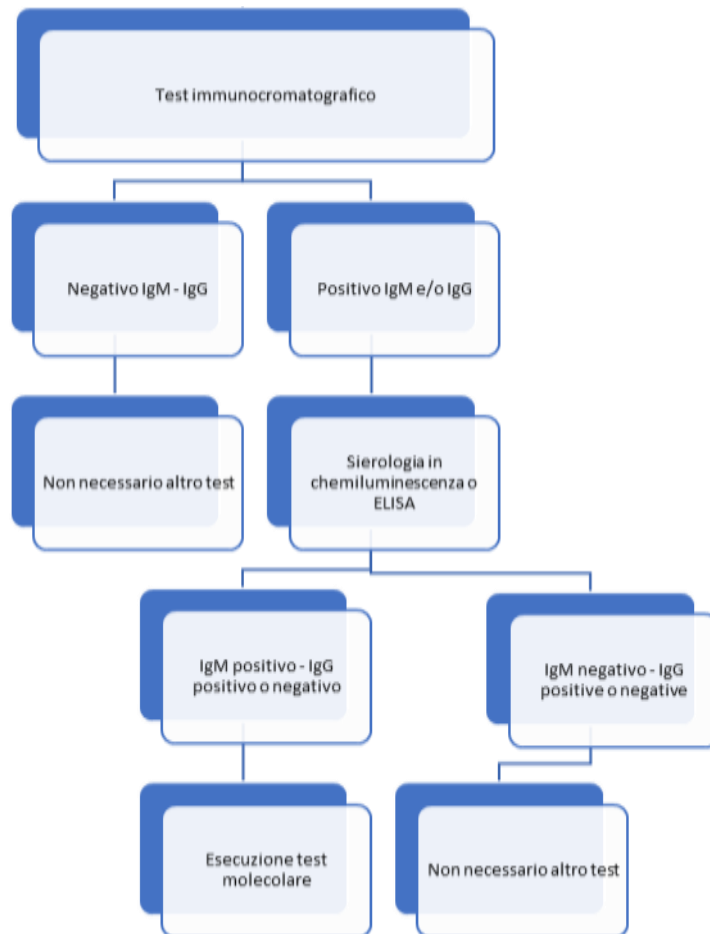 Test immunocromatografico
Negativo IgM - IgG
Positivo IgM e/o IgG
Non necessario altro test
Sierologia in
chemiluminescenza o
ELISA
IgM positivo - IgG
positivo o negativo
IgM negativo - IgG
positive o negative
Esecuzione test
molecolare
Non necessario altro test